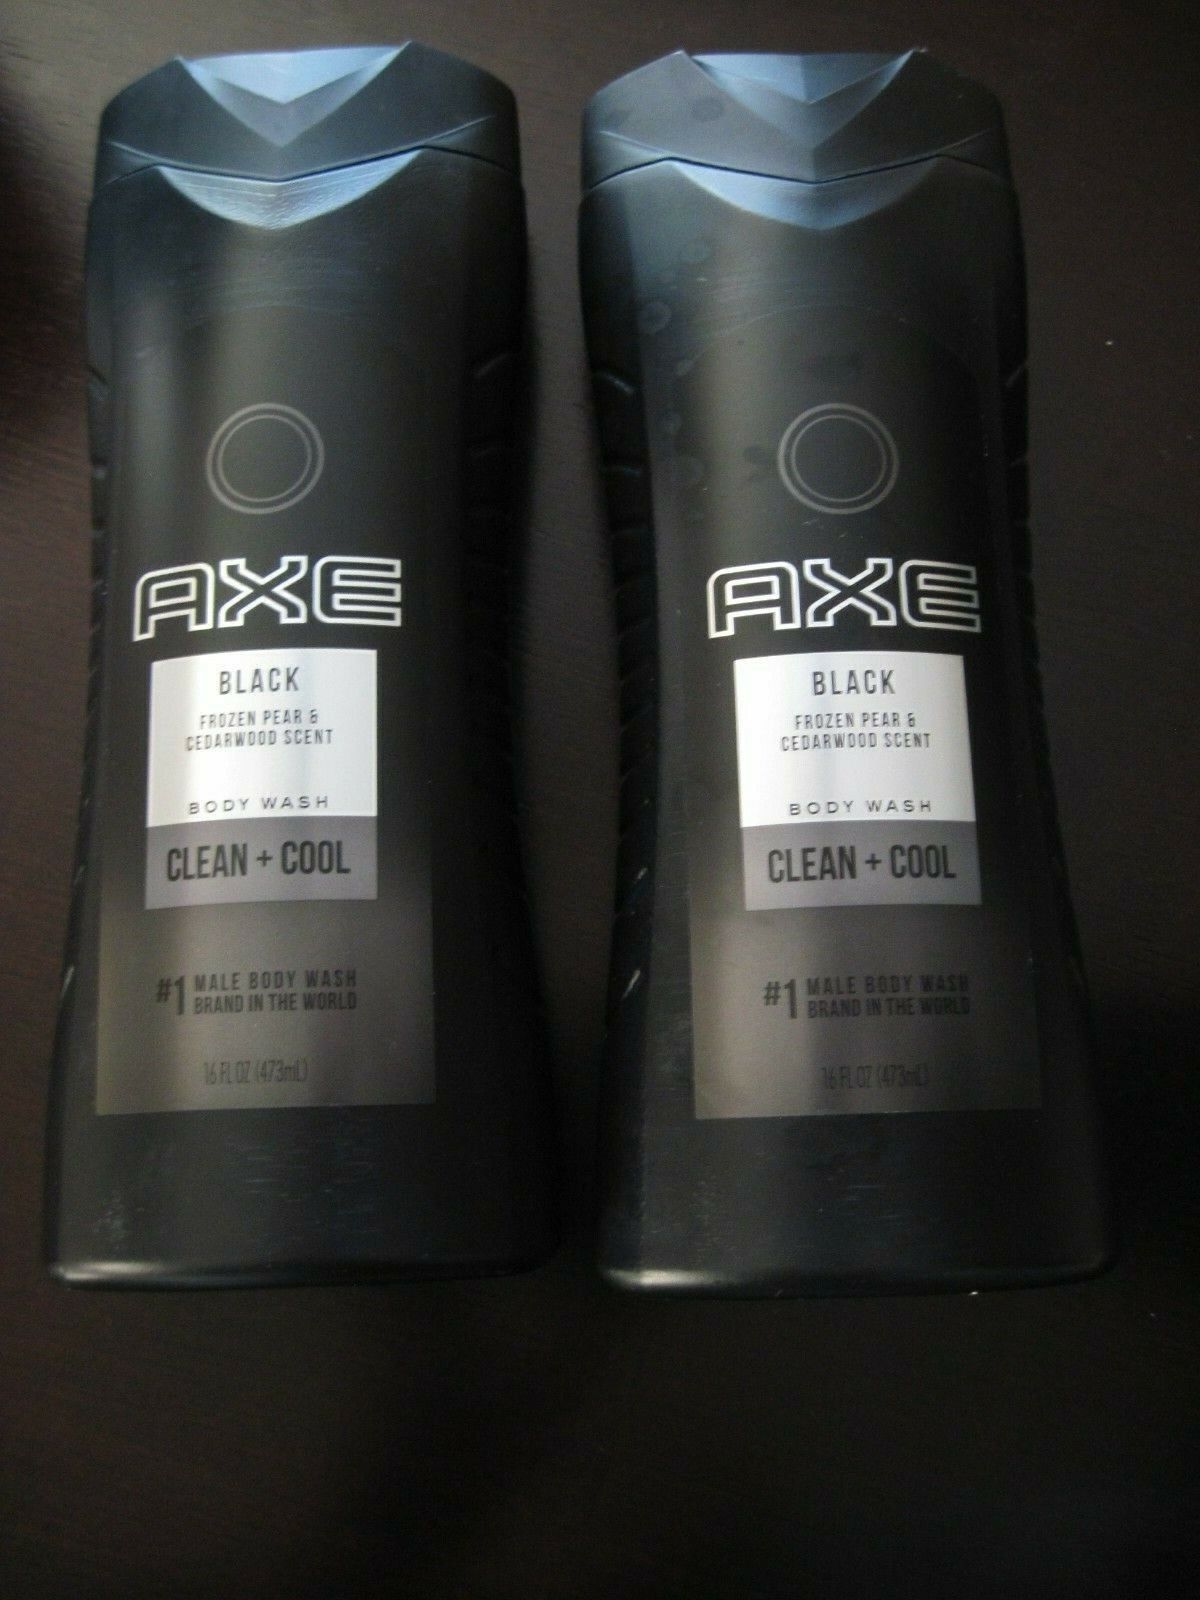 AXE
BLACK
FROZEN PEAR &
CEDARWOOD SCENT
BODY WASH
CLEAN + COOL
#1 MALE BODY WASH
BRAND IN THE WORLD
16 FL OZ (473mL)
AXE
BLACK
FROZEN PEAR &
CEDARWOOD SCENT
BODY WASH
CLEAN + COOL
#1 MALE BODY WASH
BRAND IN THE WORLD
16 FL OZ (473mL)